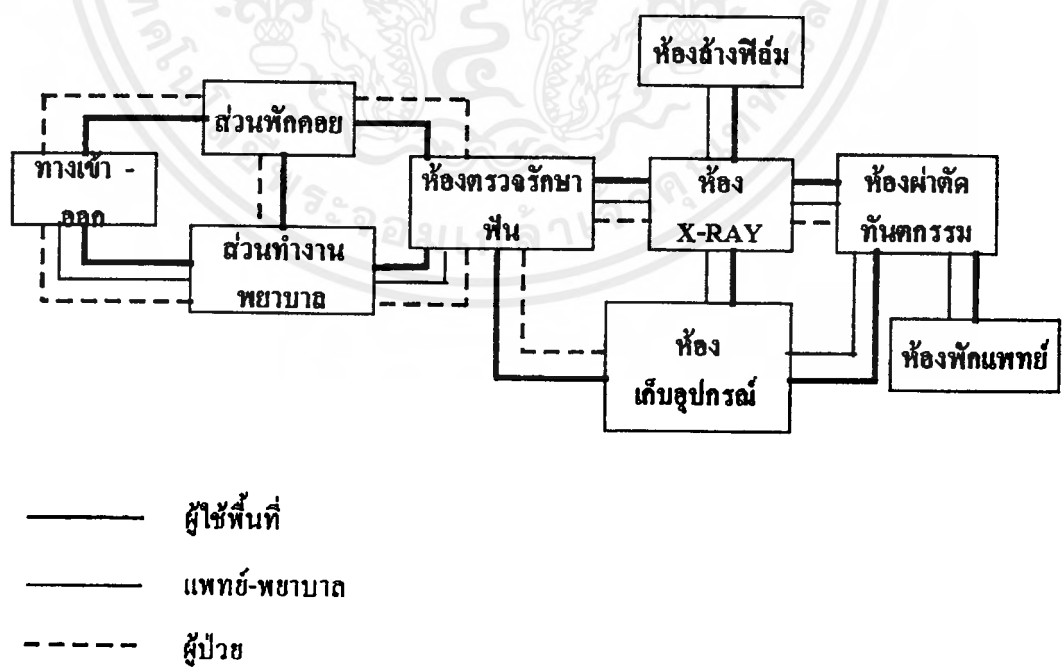 ห้องล้างฟิล์ม
ส่วนพักคอย
ทางเข้า -
ออก
ห้องตรวจรักษา
ฟัน
ห้อง
X-RAY
ห้องผ่าตัด
ทันตกรรม
ส่วนทำงาน
พยาบาล
ห้อง
เก็บอุปกรณ์
ห้องพักแพทย์
ผู้ใช้พื้นที่
แพทย์-พยาบาล
ผู้ป่วย